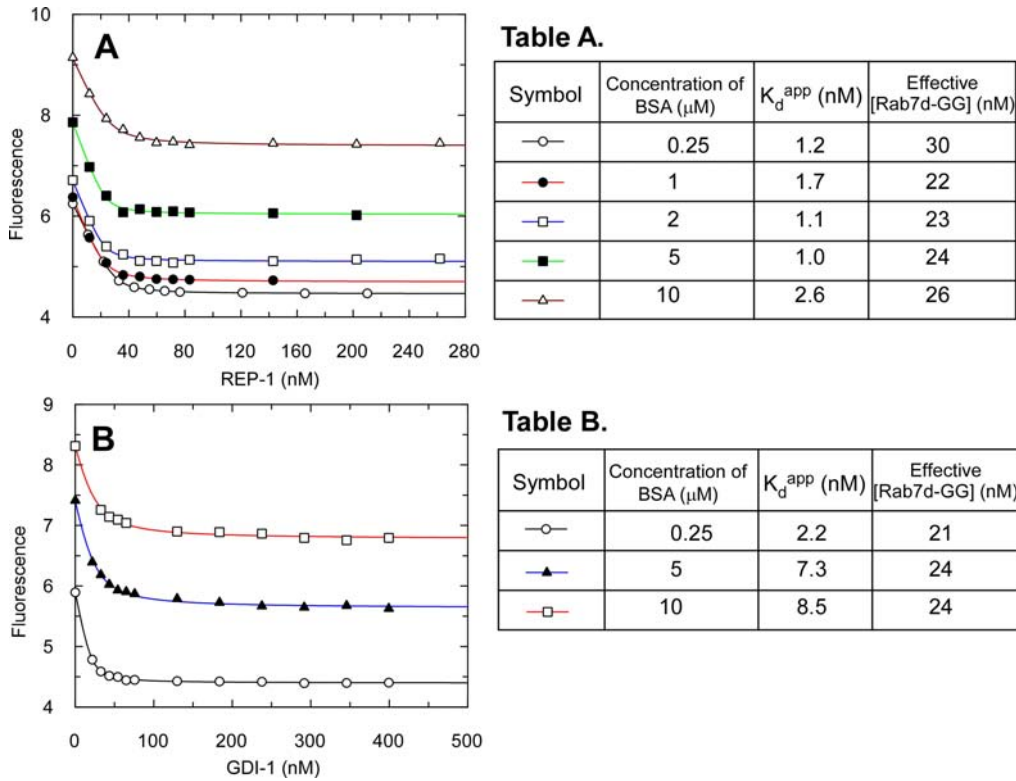 A
10
8
6
4
Fluorescence
0 40 80 120 160 200 240 280
REP-1 (nM)
Table A.
Symbol Concentration of BSA (μM) K_d^app (nM) Effective [Rab7d-GG] (nM)
0.25 1.2 30
1 1.7 22
2 1.1 23
5 1.0 24
10 2.6 26
B
9
8
7
6
5
4
Fluorescence
0 100 200 300 400 500
GDI-1 (nM)
Table B.
Symbol Concentration of BSA (μM) K_d^app (nM) Effective [Rab7d-GG] (nM)
0.25 2.2 21
5 7.3 24
10 8.5 24